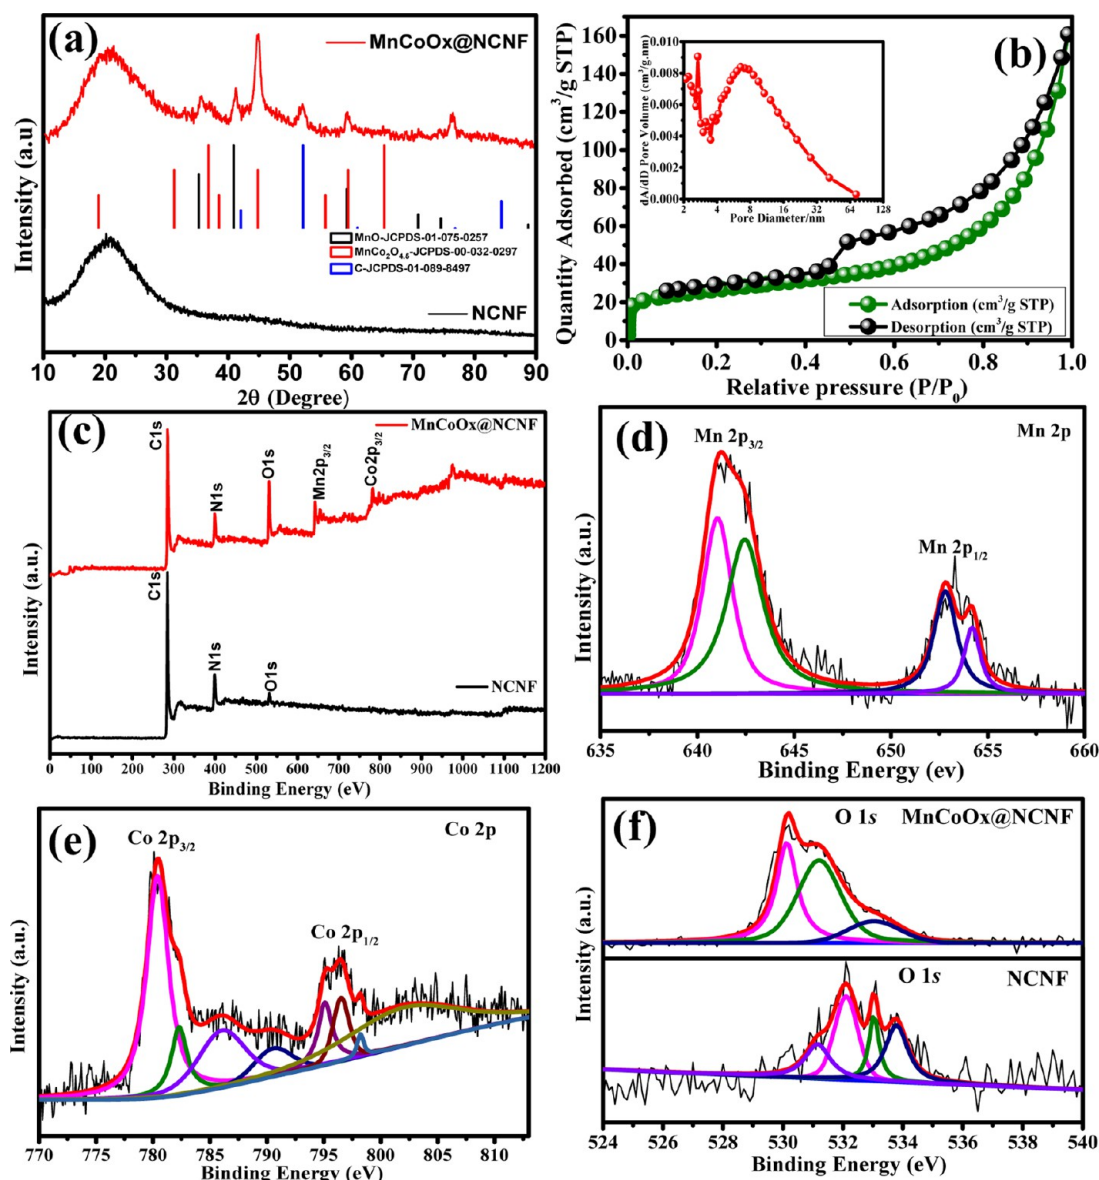 (a)
MnCoOx@NCNF
Intensity (a.u)
MnO-JCPDS-01-075-0257
MnCo₂O₄.₅-JCPDS-00-032-0297
C-JCPDS-01-089-8497
NCNF
10 20 30 40 50 60 70 80 90
2θ (Degree)
(b)
Quantity Adsorbed (cm³/g STP)
160
140
120
100
80
60
40
20
0
dA/dD Pore Volume (cm³/g.nm)
0.010
0.008
0.006
0.004
0.002
0.000
2 4 8 16 32 64 128
Pore Diameter/nm
Adsorption (cm³/g STP)
Desorption (cm³/g STP)
0.0 0.2 0.4 0.6 0.8 1.0
Relative pressure (P/P₀)
(c)
MnCoOx@NCNF
C1s
N1s
O1s
Mn2p₃/₂
Co2p₃/₂
C1s
N1s
O1s
NCNF
Intensity (a.u.)
0 100 200 300 400 500 600 700 800 900 1000 1100 1200
Binding Energy (eV)
(d)
Mn 2p₃/₂
Mn 2p
Mn 2p₁/₂
Intensity (a.u.)
635 640 645 650 655 660
Binding Energy (ev)
(e)
Co 2p₃/₂
Co 2p
Co 2p₁/₂
Intensity (a.u.)
770 780 790 800 810
Binding Energy (eV)
(f)
O 1s MnCoOx@NCNF
O 1s NCNF
Intensity (a.u.)
524 526 528 530 532 534 536 538 540
Binding Energy (eV)